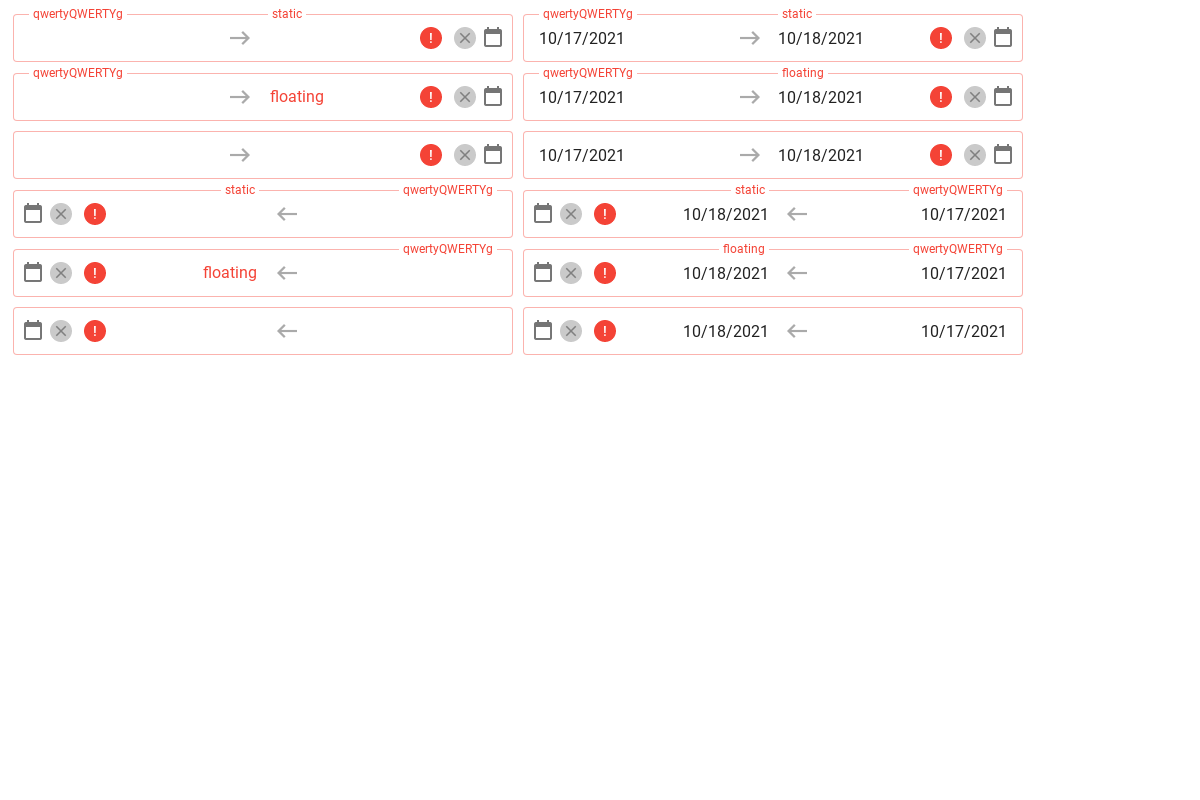 qwertyQWERTYg static qwertyQWERTYg static
10/17/2021 10/18/2021
qwertyQWERTYg qwertyQWERTYg floating
floating 10/17/2021 10/18/2021
10/17/2021 10/18/2021
static qwertyQWERTYg static qwertyQWERTYg
10/18/2021 10/17/2021
qwertyQWERTYg floating qwertyQWERTYg
floating 10/18/2021 10/17/2021
10/18/2021 10/17/2021